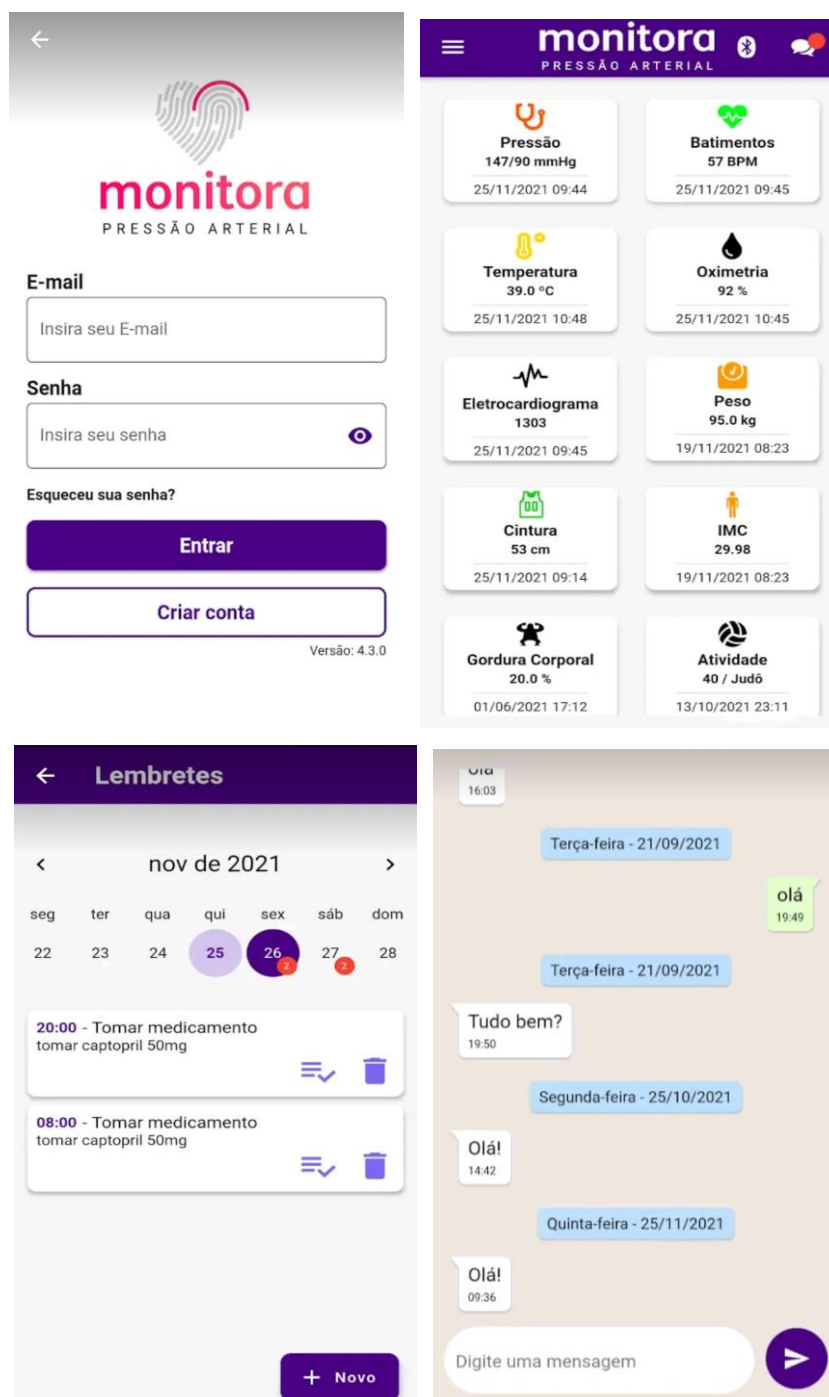 monitora
PRESSÃO ARTERIAL
E-mail
Insira seu E-mail
Senha
Insira seu senha
Esqueceu sua senha?
Entrar
Criar conta
Versão: 4.3.0
monitora
PRESSÃO ARTERIAL
Pressão
147/90 mmHg
25/11/2021 09:44
Batimentos
57 BPM
25/11/2021 09:45
Temperatura
39.0 ºC
25/11/2021 10:48
Oximetria
92 %
25/11/2021 10:45
Eletrocardiograma
1303
25/11/2021 09:45
Peso
95.0 kg
19/11/2021 08:23
Cintura
53 cm
25/11/2021 09:14
IMC
29.98
19/11/2021 08:23
Gordura Corporal
20.0 %
01/06/2021 17:12
Atividade
40 / Judô
13/10/2021 23:11
Lembretes
nov de 2021
seg ter qua qui sex sáb dom
22 23 24 25 26 27 28
2 2
20:00 - Tomar medicamento
tomar captopril 50mg
08:00 - Tomar medicamento
tomar captopril 50mg
+ Novo
Olá
16:03
Terça-feira - 21/09/2021
olá
19:49
Terça-feira - 21/09/2021
Tudo bem?
19:50
Segunda-feira - 25/10/2021
Olá!
14:42
Quinta-feira - 25/11/2021
Olá!
09:36
Digite uma mensagem